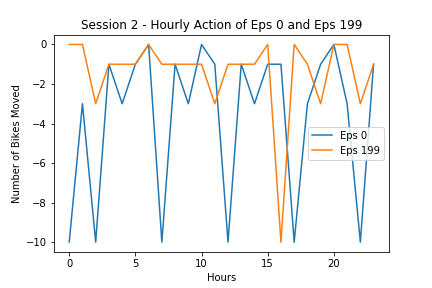 Session 2 - Hourly Action of Eps 0 and Eps 199
Number of Bikes Moved
0
−2
−4
−6
−8
−10
Eps 0
Eps 199
0 5 10 15 20
Hours